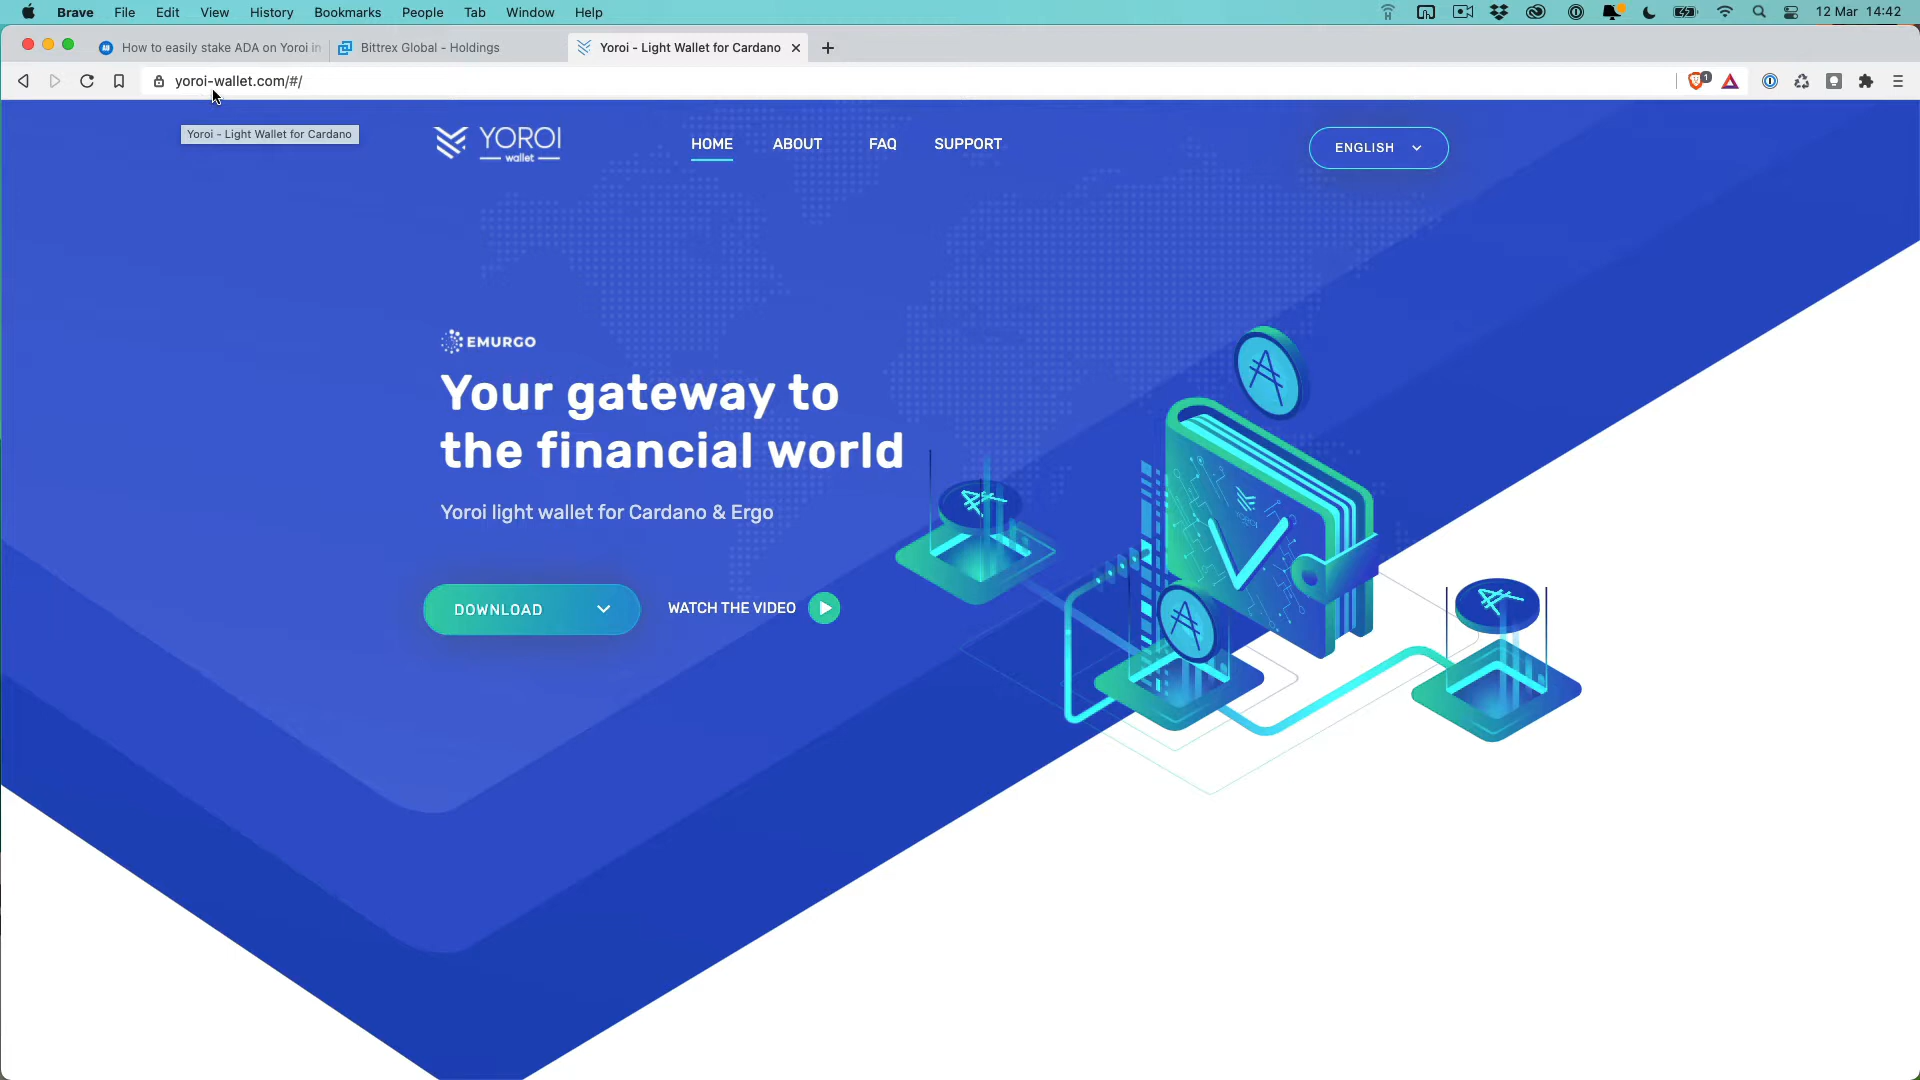 Brave File Edit View History Bookmarks People Tab Window Help 12 Mar 14:42
How to easily stake ADA on Yoroi in Bittrex Global - Holdings Yoroi - Light Wallet for Cardano
yoroi-wallet.com/#/ 1
Yoroi - Light Wallet for Cardano
YOROI
wallet
HOME ABOUT FAQ SUPPORT
ENGLISH
EMURGO
Your gateway to
the financial world
Yoroi light wallet for Cardano & Ergo
DOWNLOAD WATCH THE VIDEO